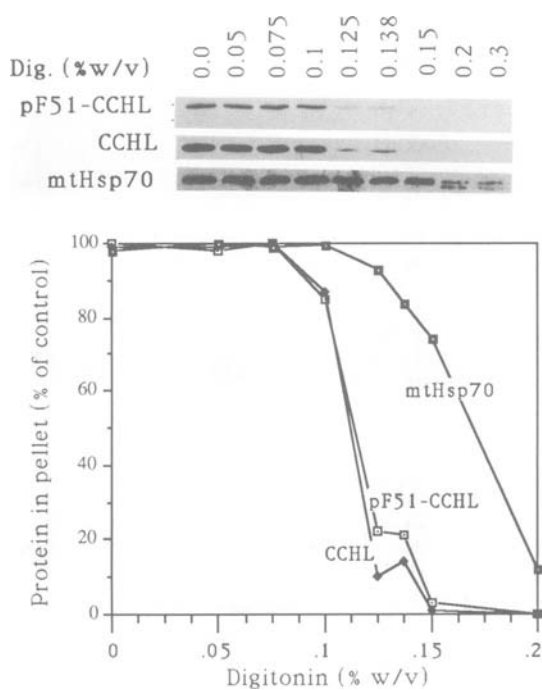 Dig. (%w/v) 0.0 0.05 0.075 0.1 0.125 0.138 0.15 0.2 0.3
pF51-CCHL
CCHL
mtHsp70
Protein in pellet (% of control)
100
80
60
40
20
0
mtHsp70
pF51-CCHL
CCHL
0 .05 .1 .15 .2
Digitonin (% w/v)